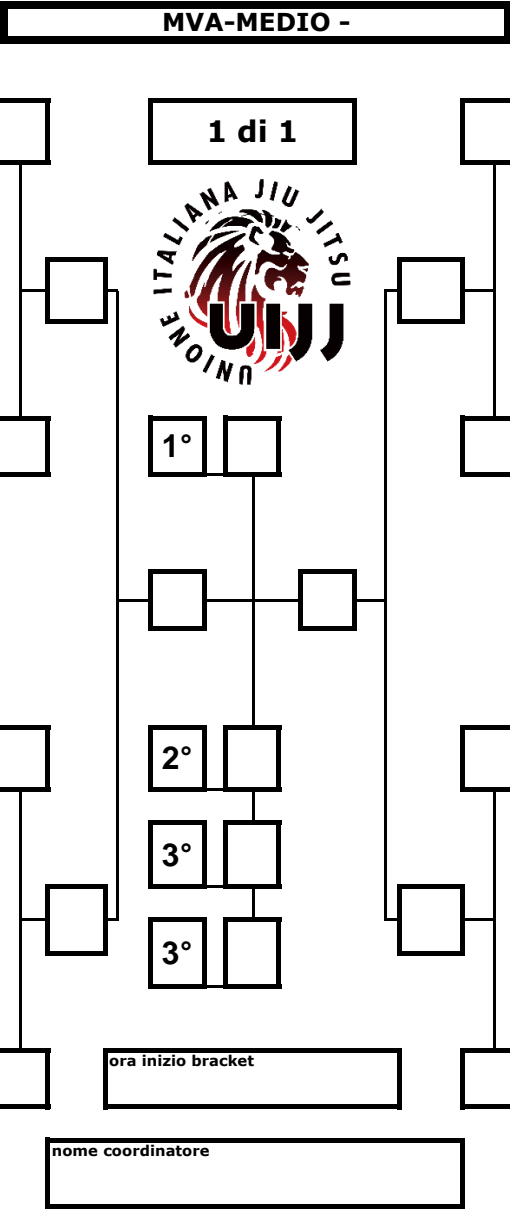 MVA-MEDIO -
1 di 1
UNIONE ITALIANA JIU JITSU
UIJJ
1°
2°
3°
3°
ora inizio bracket
nome coordinatore